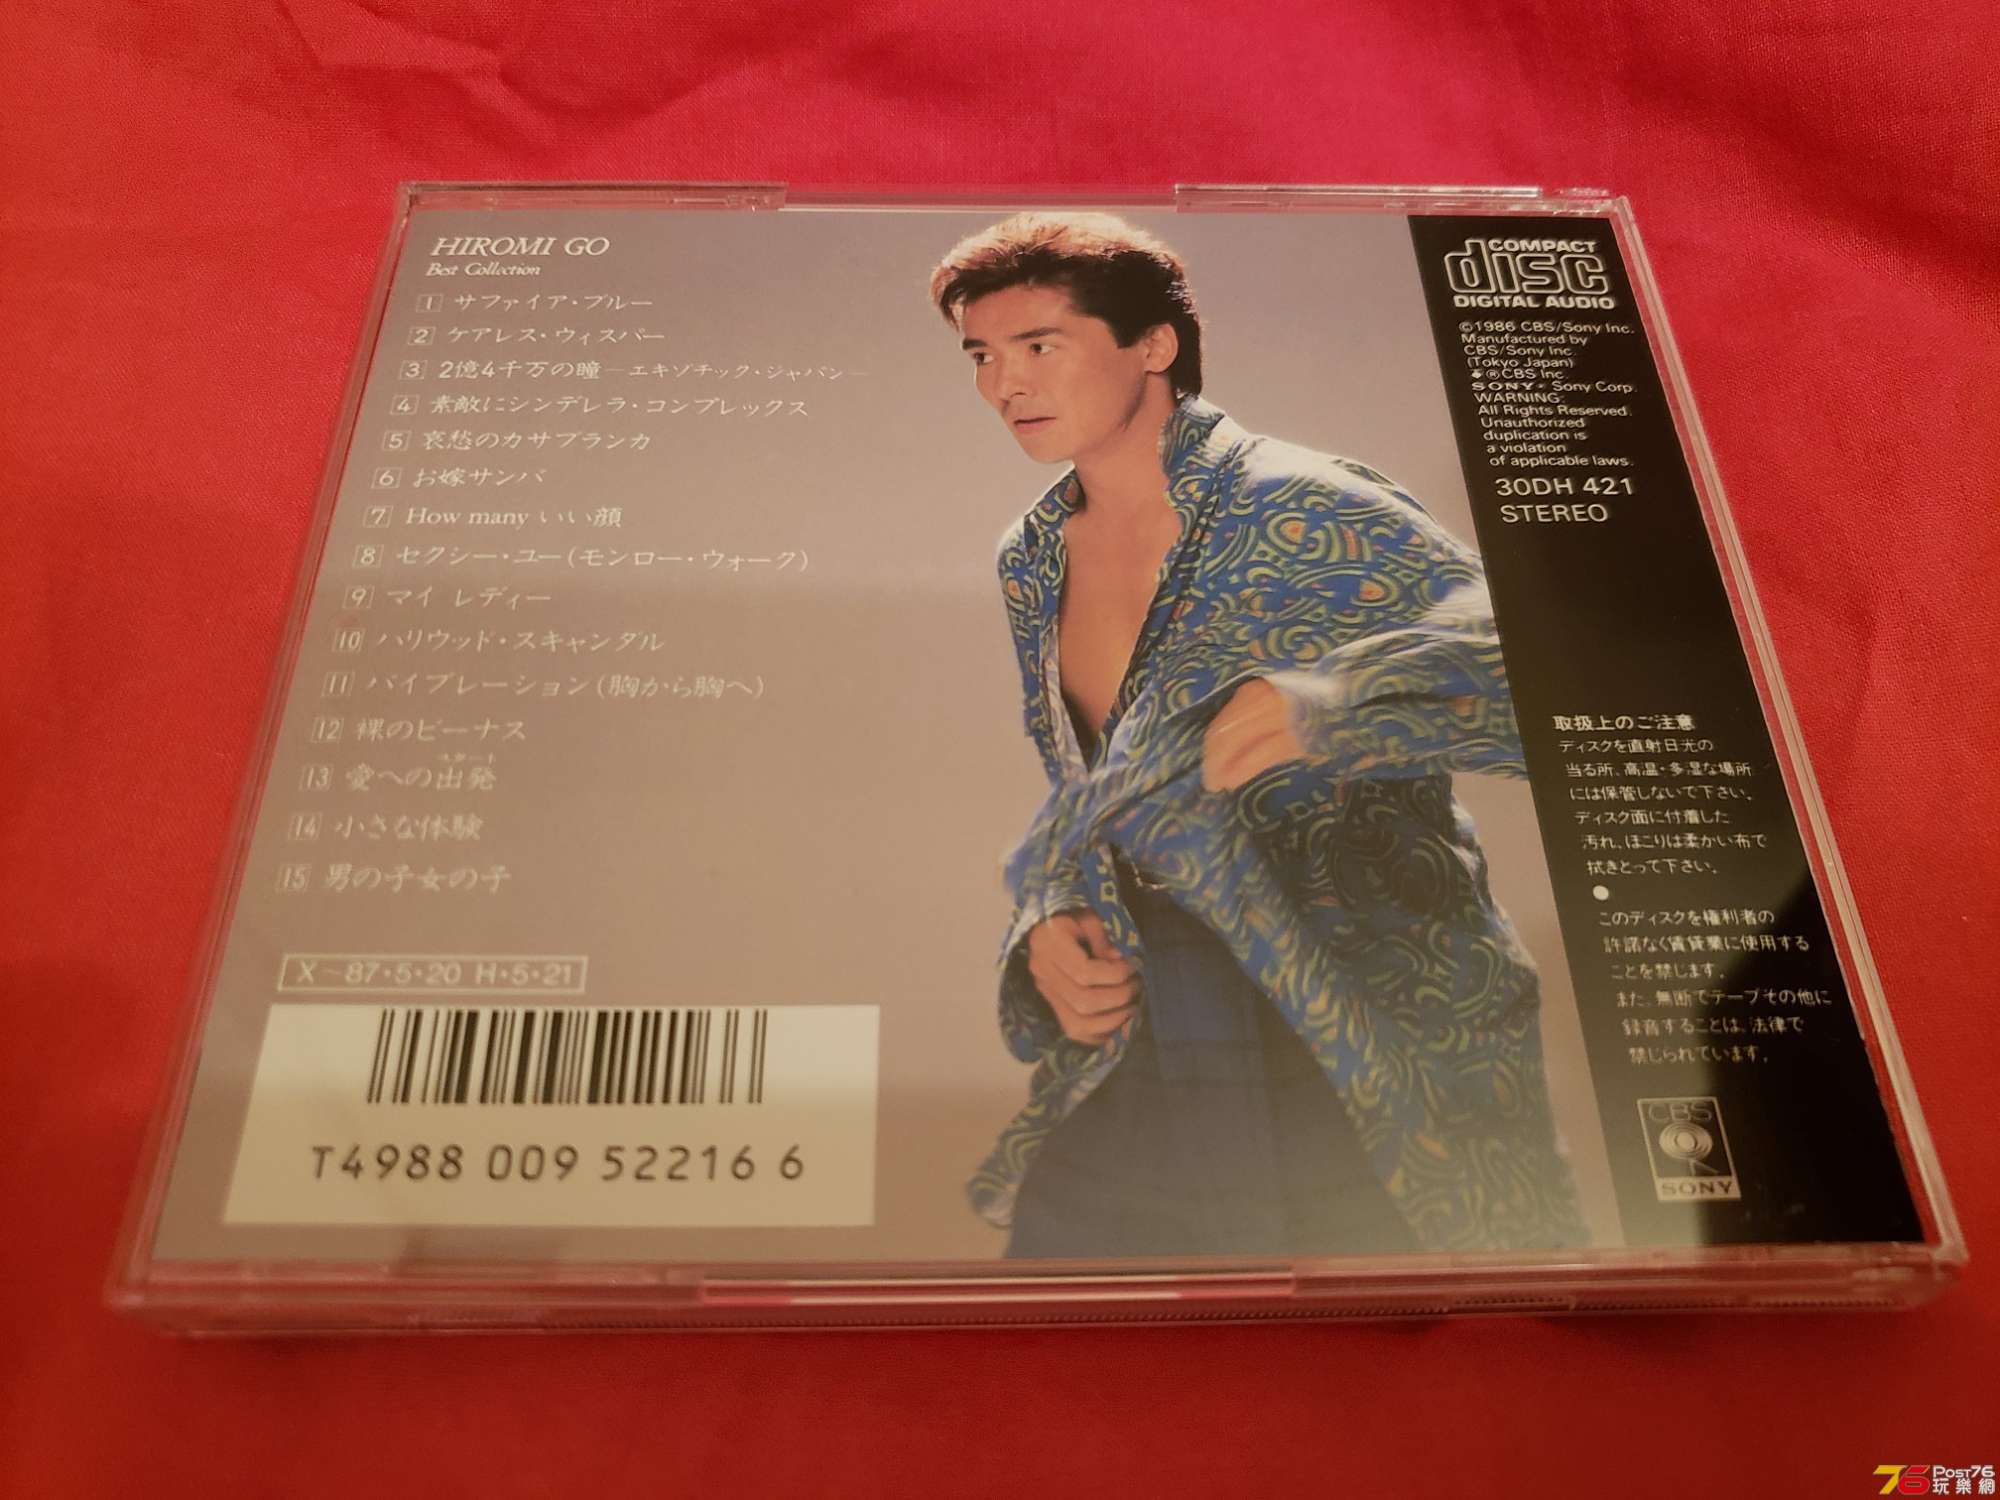 HIROMI GO
Best Collection
1 サファイア・ブルー
2 ケアレス・ウィスパー
3 2億4千万の瞳―エキゾチック・ジャパン―
4 素敵にシンデレラ・コンプレックス
5 哀愁のカサブランカ
6 お嫁サンバ
7 How many いい顔
8 セクシー・ユー(モンロー・ウォーク)
9 マイ レディー
10 ハリウッド・スキャンダル
11 バイブレーション(胸から胸へ)
12 裸のビーナス
スタート
13 愛への出発
14 小さな体験
15 男の子女の子
X～87・5・20 H・5・21
T4988 009 52216 6
COMPACT
disc
DIGITAL AUDIO
©1986 CBS/Sony Inc.
Manufactured by
CBS/Sony Inc.
(Tokyo Japan)
®CBS Inc.
SONY® Sony Corp.
WARNING:
All Rights Reserved.
Unauthorized
duplication is
a violation
of applicable laws.
30DH 421
STEREO
取扱上のご注意
ディスクを直射日光の
当る所、高温・多湿な場所
には保管しないで下さい。
ディスク面に付着した
汚れ、ほこりは柔かい布で
拭きとって下さい。
●
このディスクを権利者の
許諾なく賃貸業に使用する
ことを禁じます。
また、無断でテープその他に
録音することは、法律で
禁じられています。
CBS
SONY
76 Post76
玩樂網